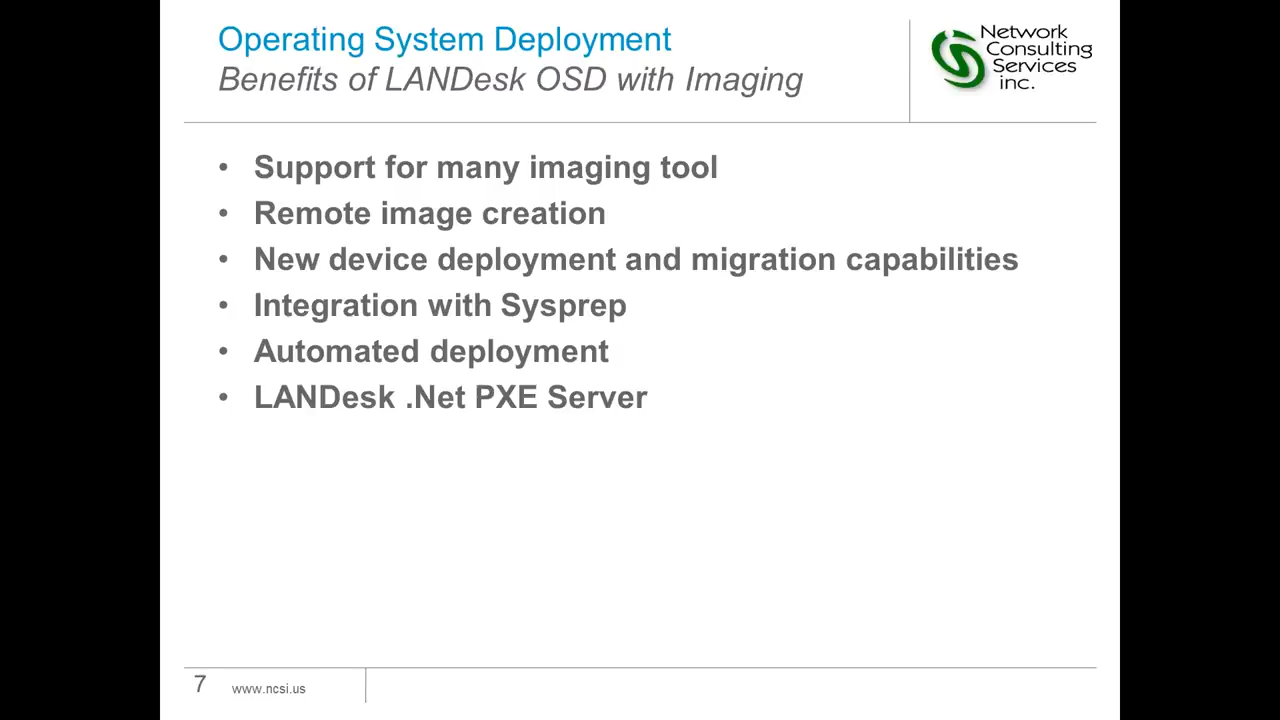 Operating System Deployment
Benefits of LANDesk OSD with Imaging
Network
Consulting
Services
inc.
• Support for many imaging tool
• Remote image creation
• New device deployment and migration capabilities
• Integration with Sysprep
• Automated deployment
• LANDesk .Net PXE Server
7
www.ncsi.us